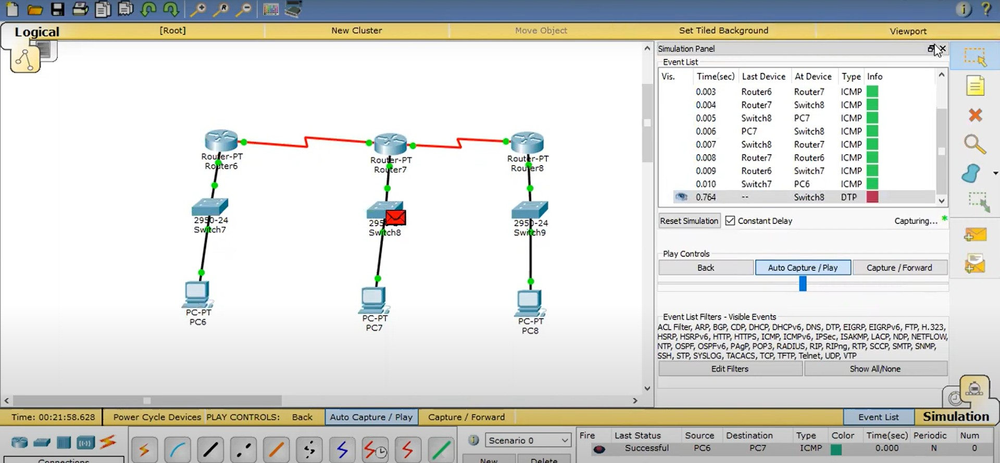 Logical
[Root]
New Cluster
Move Object
Set Tiled Background
Viewport
Router-PT
Router6
Router-PT
Router7
Router-PT
Router8
2950-24
Switch7
Switch8
2950-24
Switch9
PC-PT
PC6
PC-PT
PC7
PC-PT
PC8
Simulation Panel
Event List
Vis. Time(sec) Last Device At Device Type Info
0.003 Router6 Router7 ICMP
0.004 Router7 Switch8 ICMP
0.005 Switch8 PC7 ICMP
0.006 PC7 Switch8 ICMP
0.007 Switch8 Router7 ICMP
0.008 Router7 Router6 ICMP
0.009 Router6 Switch7 ICMP
0.010 Switch7 PC6 ICMP
0.764 -- Switch8 DTP
Reset Simulation Constant Delay Capturing... *
Play Controls
Back Auto Capture / Play Capture / Forward
Event List Filters - Visible Events
ACL Filter, ARP, BGP, CDP, DHCP, DHCPv6, DNS, DTP, EIGRP, EIGRPv6, FTP, H.323,
HSRP, HSRPv6, HTTP, HTTPS, ICMP, ICMPv6, IPSec, ISAKMP, LACP, NDP, NETFLOW,
NTP, OSPF, OSPFv6, PAgP, POP3, RADIUS, RIP, RIPng, RTP, SCCP, SMTP, SNMP,
SSH, STP, SYSLOG, TACACS, TCP, TFTP, Telnet, UDP, VTP
Edit Filters Show All/None
Time: 00:21:58.628 Power Cycle Devices PLAY CONTROLS: Back Auto Capture / Play Capture / Forward Event List Simulation
Connections
Scenario 0
New Delete
Fire Last Status Source Destination Type Color Time(sec) Periodic Num
Successful PC6 PC7 ICMP 0.000 N 0